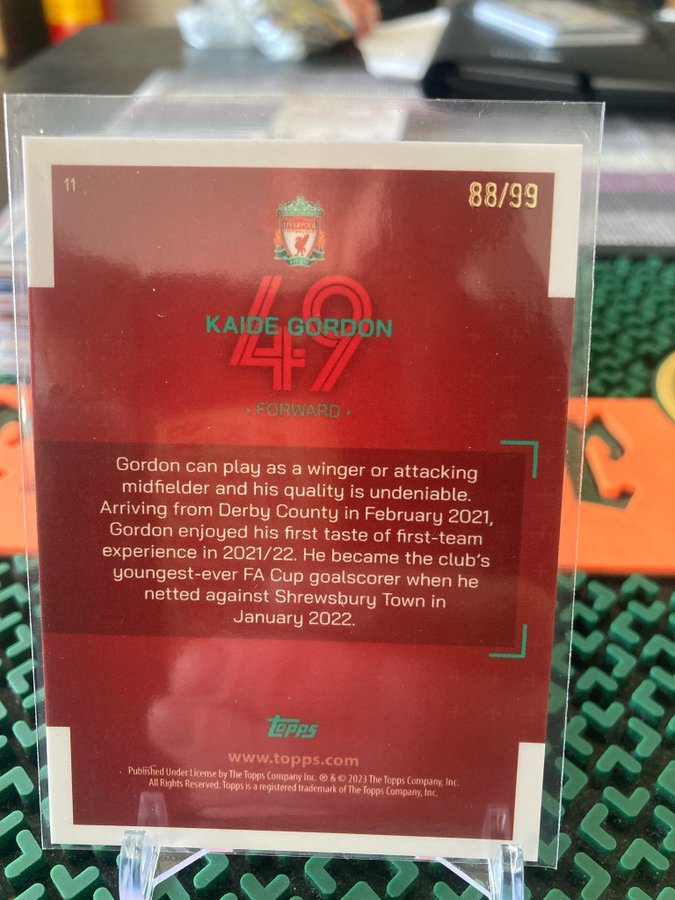 11
88/99
LIVERPOOL
49
KAIDE GORDON
· FORWARD ·
Gordon can play as a winger or attacking
midfielder and his quality is undeniable.
Arriving from Derby County in February 2021,
Gordon enjoyed his first taste of first-team
experience in 2021/22. He became the club's
youngest-ever FA Cup goalscorer when he
netted against Shrewsbury Town in
January 2022.
topps
www.topps.com
Published Under License by The Topps Company Inc. ® & © 2023 The Topps Company, Inc.
All Rights Reserved. Topps is a registered trademark of The Topps Company, Inc.